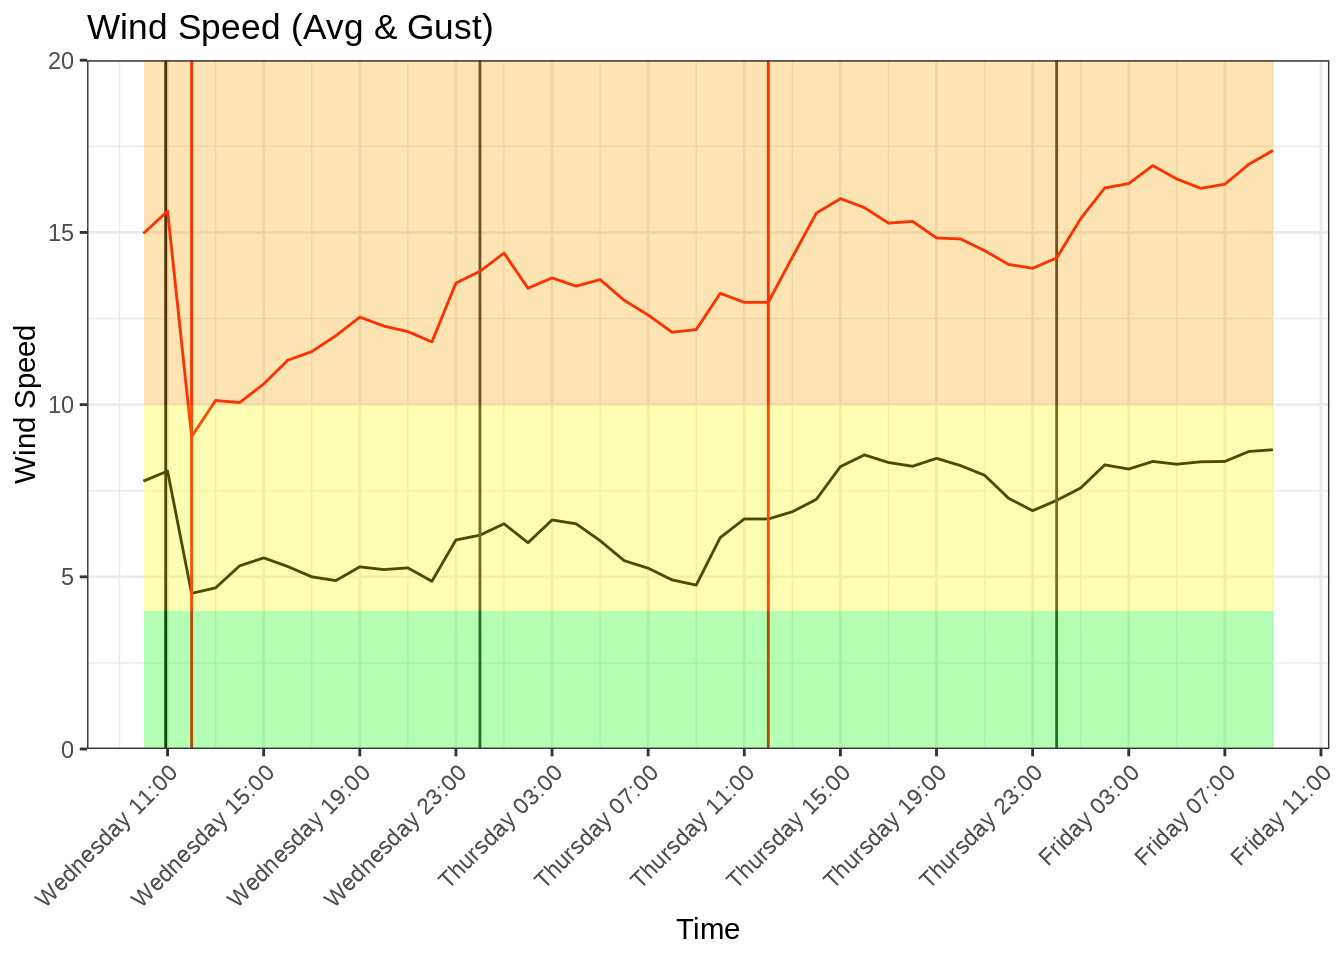 Wind Speed (Avg & Gust)
20
15
10
5
0
Wind Speed
Wednesday 11:00
Wednesday 15:00
Wednesday 19:00
Wednesday 23:00
Thursday 03:00
Thursday 07:00
Thursday 11:00
Thursday 15:00
Thursday 19:00
Thursday 23:00
Friday 03:00
Friday 07:00
Friday 11:00
Time